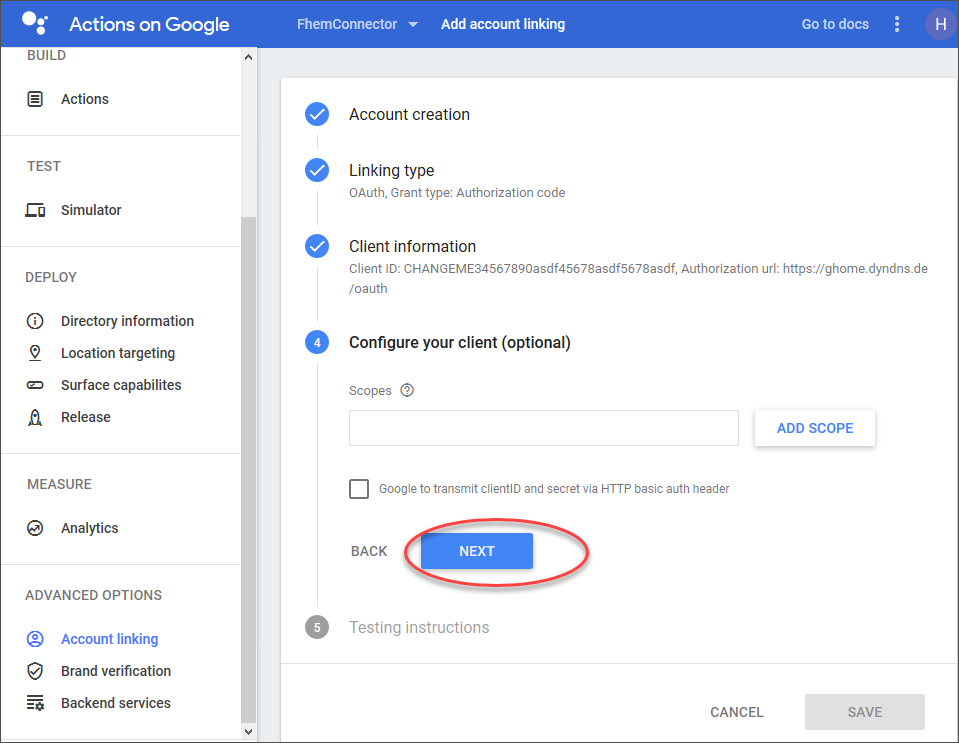 Actions on Google
FhemConnector
Add account linking
Go to docs
H
BUILD
Actions
TEST
Simulator
DEPLOY
Directory information
Location targeting
Surface capabilites
Release
MEASURE
Analytics
ADVANCED OPTIONS
Account linking
Brand verification
Backend services
Account creation
Linking type
OAuth, Grant type: Authorization code
Client information
Client ID: CHANGEME34567890asdf45678asdf5678asdf, Authorization url: https://ghome.dyndns.de
/oauth
4 Configure your client (optional)
Scopes ?
ADD SCOPE
Google to transmit clientID and secret via HTTP basic auth header
BACK
NEXT
5 Testing instructions
CANCEL
SAVE